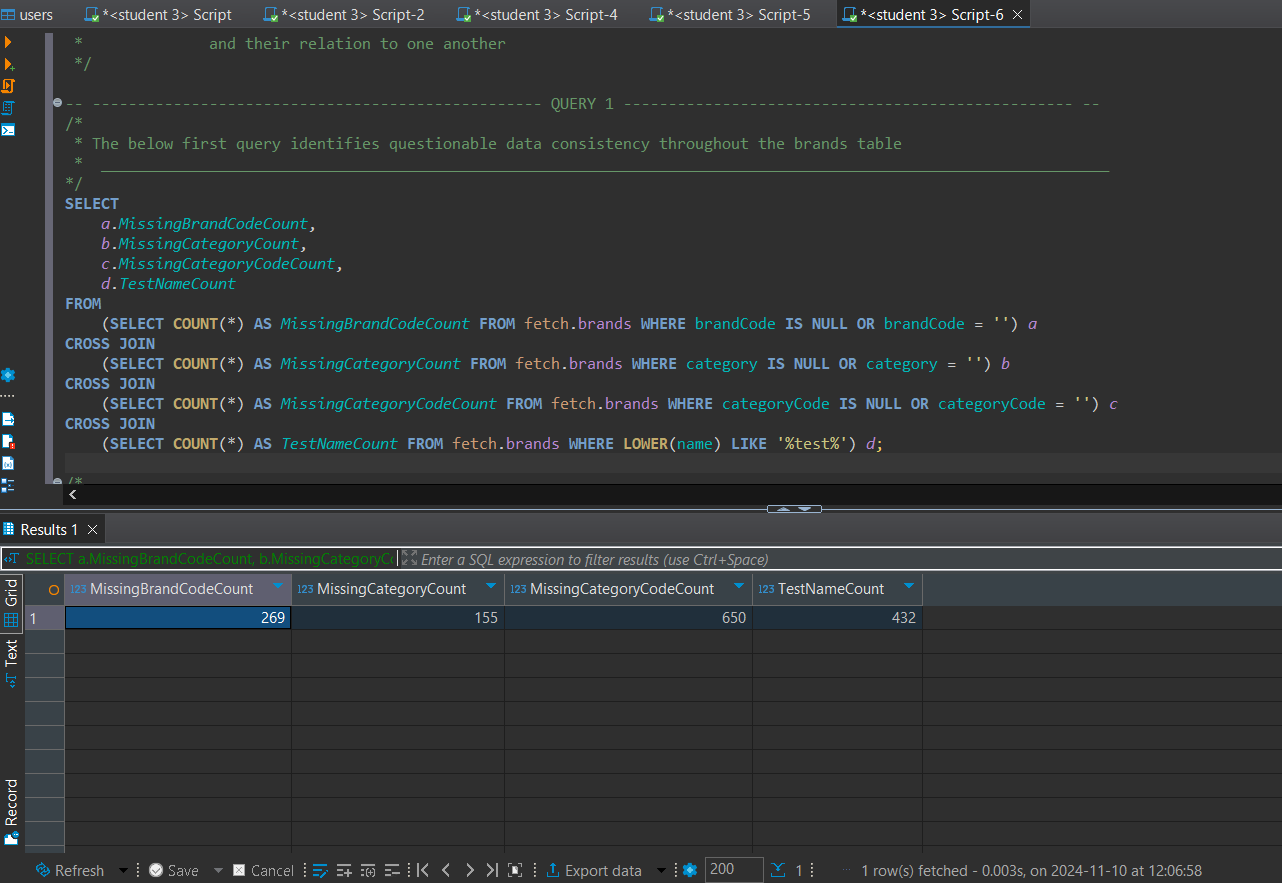 users *<student 3> Script *<student 3> Script-2 *<student 3> Script-4 *<student 3> Script-5 *<student 3> Script-6
* and their relation to one another
*/
-- -------------------------------------------------- QUERY 1 -------------------------------------------------- --
/*
* The below first query identifies questionable data consistency throughout the brands table
* ________________________________________________________________________________________________________________
*/
SELECT
a.MissingBrandCodeCount,
b.MissingCategoryCount,
c.MissingCategoryCodeCount,
d.TestNameCount
FROM
(SELECT COUNT(*) AS MissingBrandCodeCount FROM fetch.brands WHERE brandCode IS NULL OR brandCode = '') a
CROSS JOIN
(SELECT COUNT(*) AS MissingCategoryCount FROM fetch.brands WHERE category IS NULL OR category = '') b
CROSS JOIN
(SELECT COUNT(*) AS MissingCategoryCodeCount FROM fetch.brands WHERE categoryCode IS NULL OR categoryCode = '') c
CROSS JOIN
(SELECT COUNT(*) AS TestNameCount FROM fetch.brands WHERE LOWER(name) LIKE '%test%') d;
/*
Results 1
SELECT a.MissingBrandCodeCount, b.MissingCategoryCo Enter a SQL expression to filter results (use Ctrl+Space)
Grid
Text
Record
123 MissingBrandCodeCount 123 MissingCategoryCount 123 MissingCategoryCodeCount 123 TestNameCount
1 269 155 650 432
Refresh Save Cancel Export data 200 1 1 row(s) fetched - 0.003s, on 2024-11-10 at 12:06:58